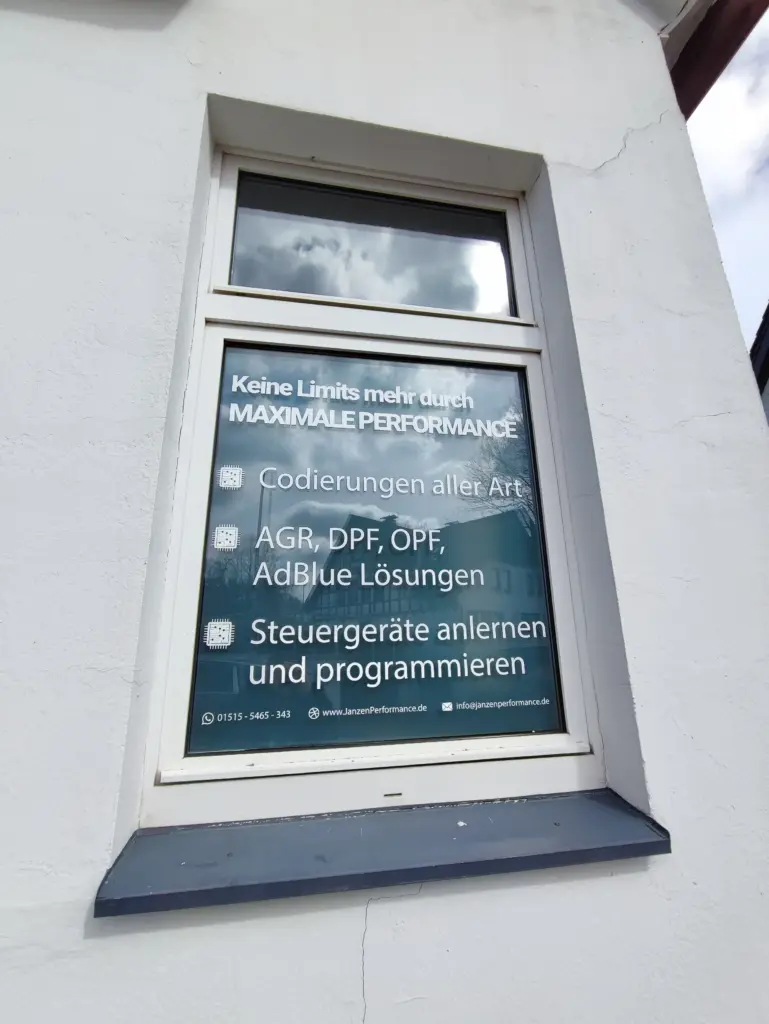 Keine Limits mehr durch
MAXIMALE PERFORMANCE
Codierungen aller Art
AGR, DPF, OPF,
AdBlue Lösungen
Steuergeräte anlernen
und programmieren
01515 - 5465 - 343 www.JanzenPerformance.de info@janzenperformance.de